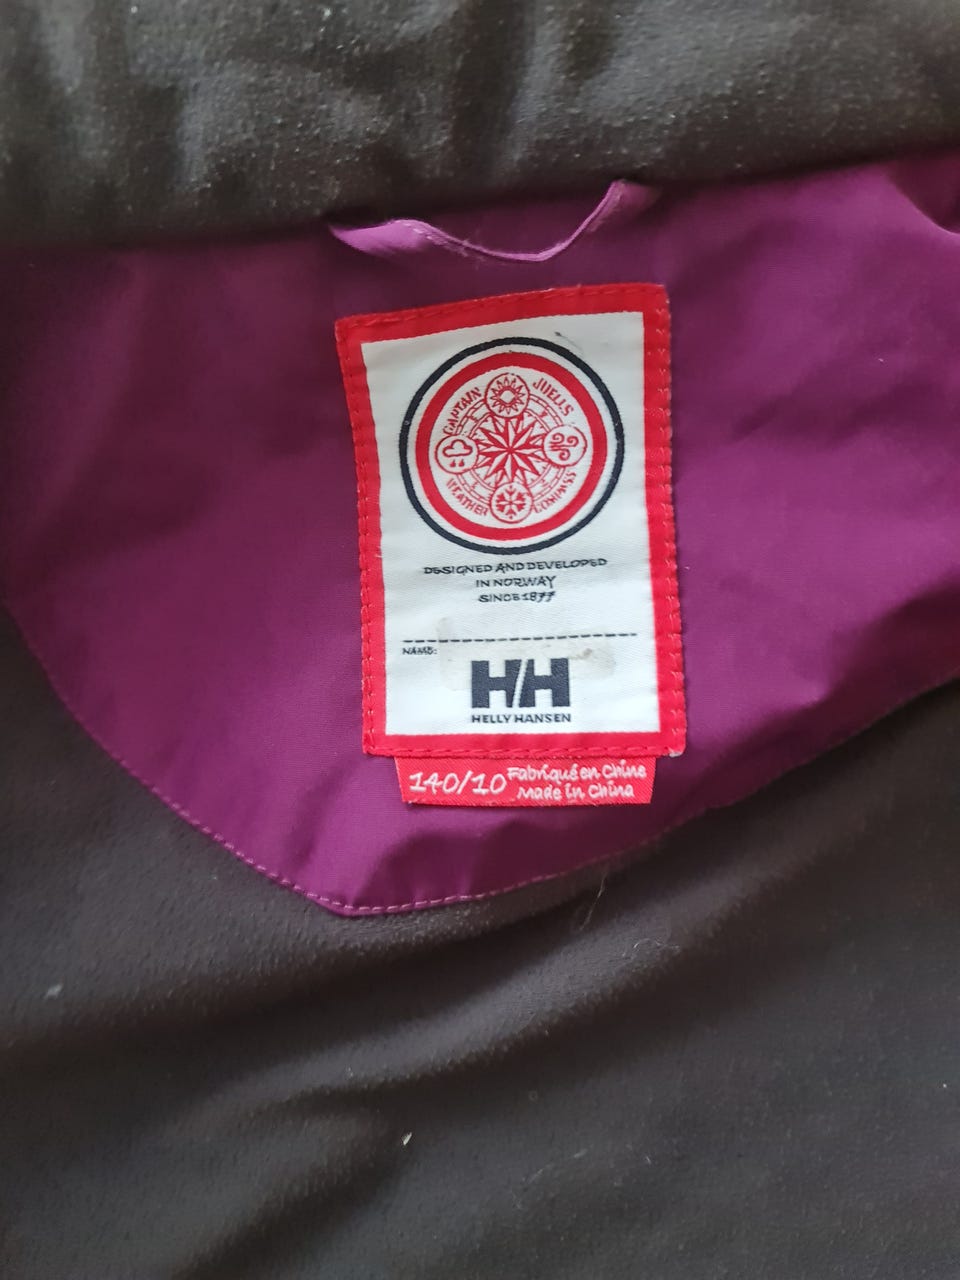 CAPTAIN JUELLS
WEATHER COMPASS
DESIGNED AND DEVELOPED
IN NORWAY
SINCE 1877
NAME:
HH
HELLY HANSEN
140/10 Fabriqué en Chine
Made in China